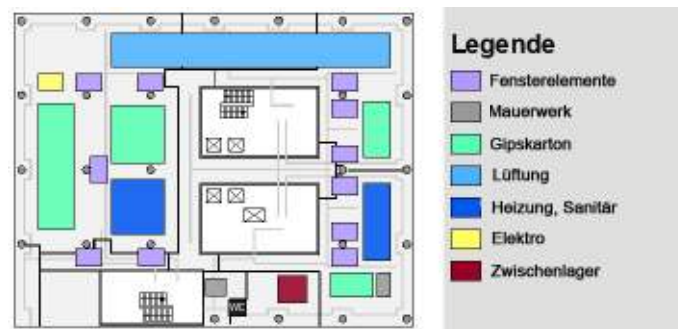 Legende
Fensterelemente
Mauerwerk
Gipskarton
Lüftung
Heizung, Sanitär
Elektro
Zwischenlager
WC